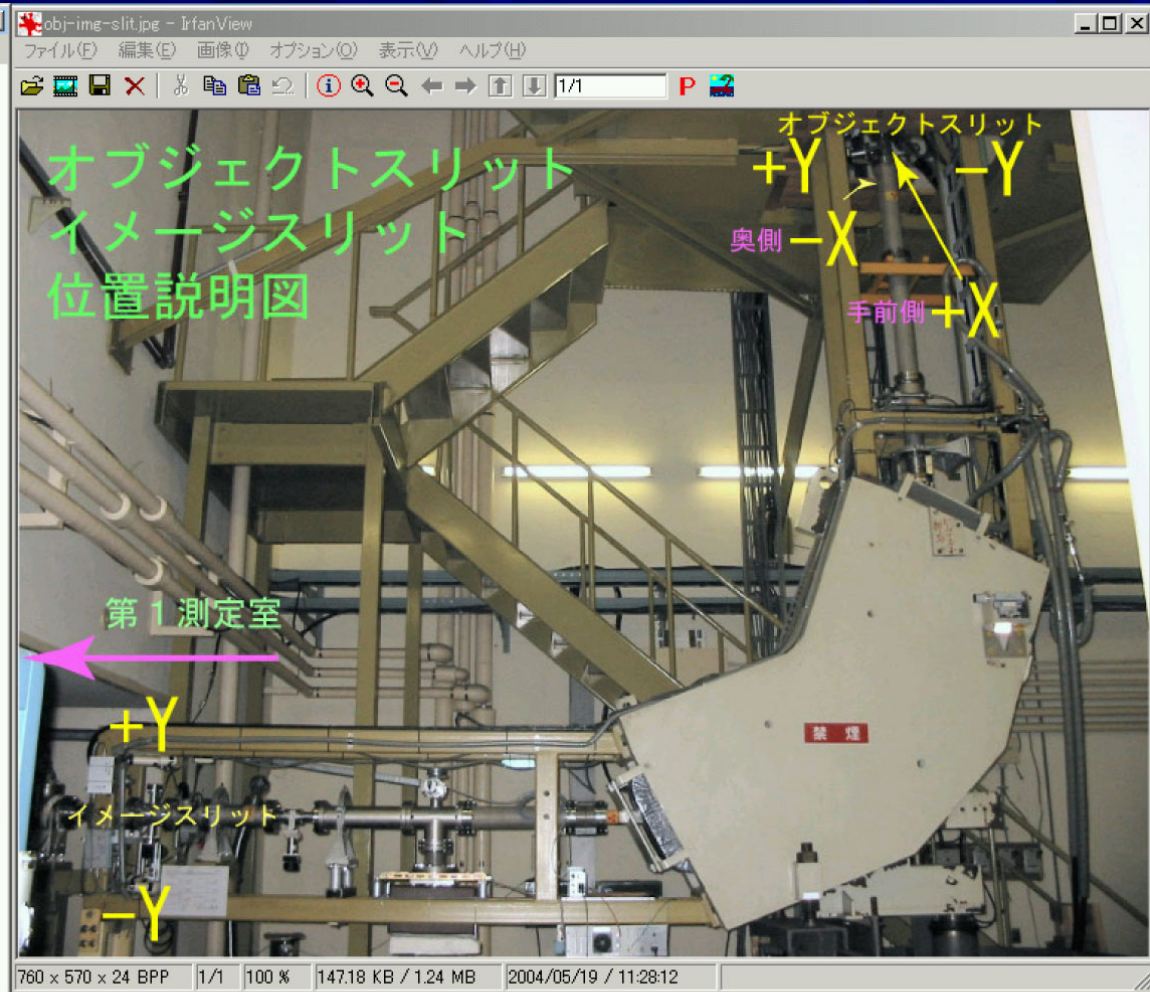 obj-img-slit.jpg - IrfanView
ファイル(F) 編集(E) 画像(I) オプション(O) 表示(V) ヘルプ(H)
1/1
P
オブジェクトスリット
イメージスリット
位置説明図
オブジェクトスリット
+Y
-Y
奥側 -X
手前側 +X
第1測定室
+Y
禁煙
イメージスリット
-Y
760 x 570 x 24 BPP
1/1
100 %
147.18 KB / 1.24 MB
2004/05/19 / 11:28:12